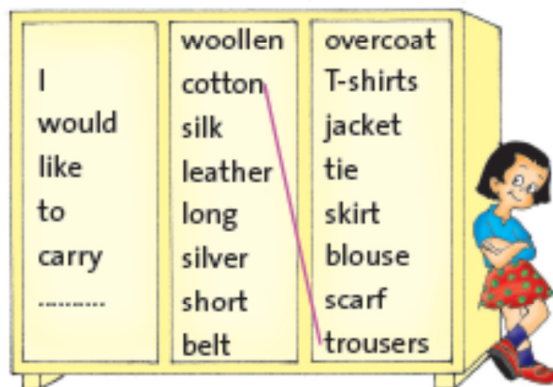 I
would
like
to
carry
..........
woollen
cotton
silk
leather
long
silver
short
belt
overcoat
T-shirts
jacket
tie
skirt
blouse
scarf
trousers